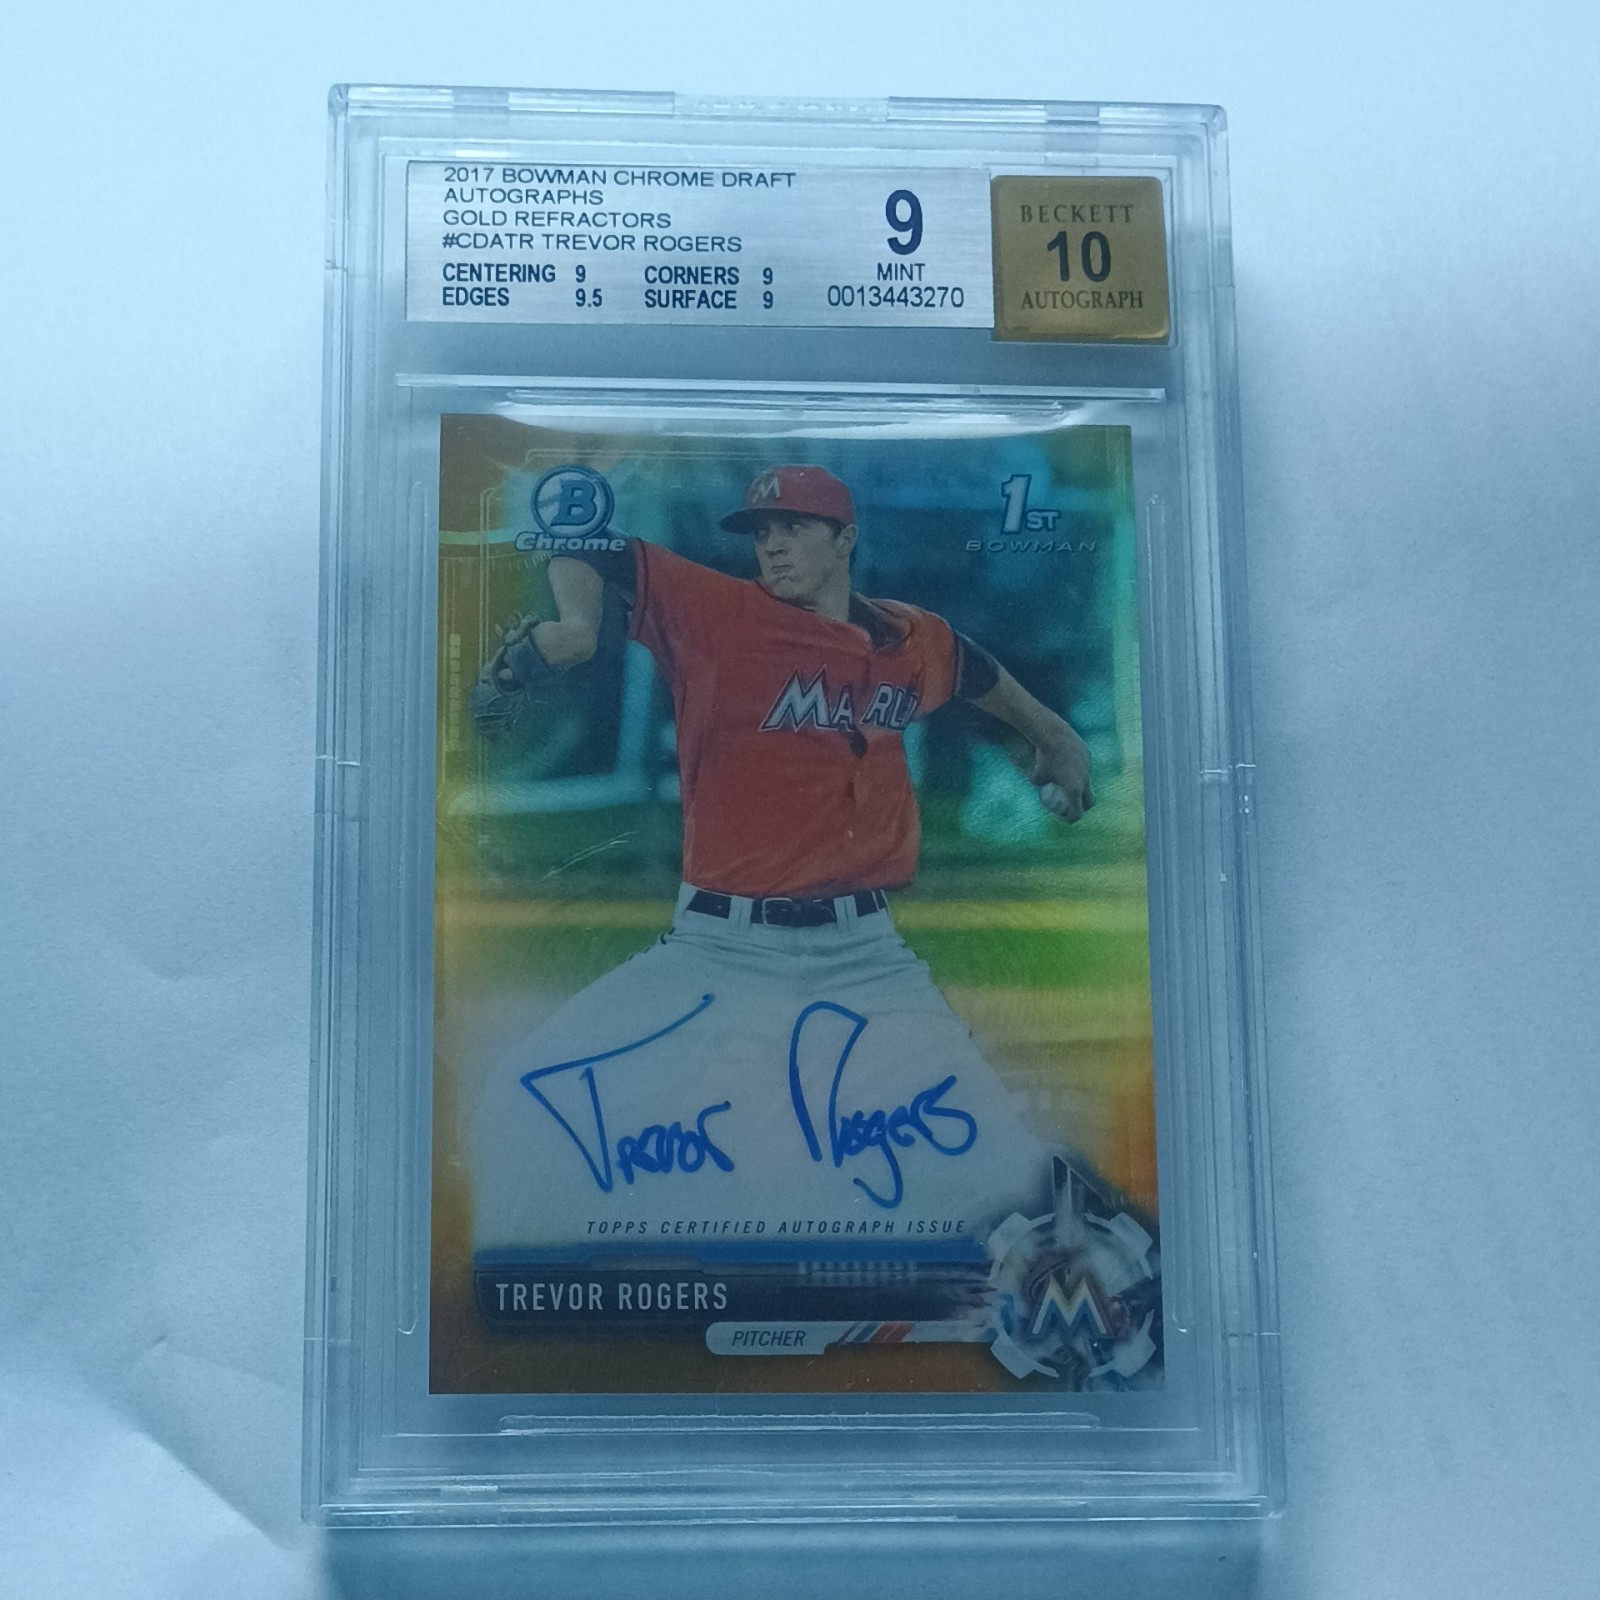 2017 BOWMAN CHROME DRAFT
AUTOGRAPHS
GOLD REFRACTORS
#CDATR TREVOR ROGERS
CENTERING 9 CORNERS 9
EDGES 9.5 SURFACE 9
9
MINT
0013443270
BECKETT
10
AUTOGRAPH
B
Chrome
1ST
BOWMAN
M
MARLI
Trevor Rogers
TOPPS CERTIFIED AUTOGRAPH ISSUE
TREVOR ROGERS
PITCHER
M